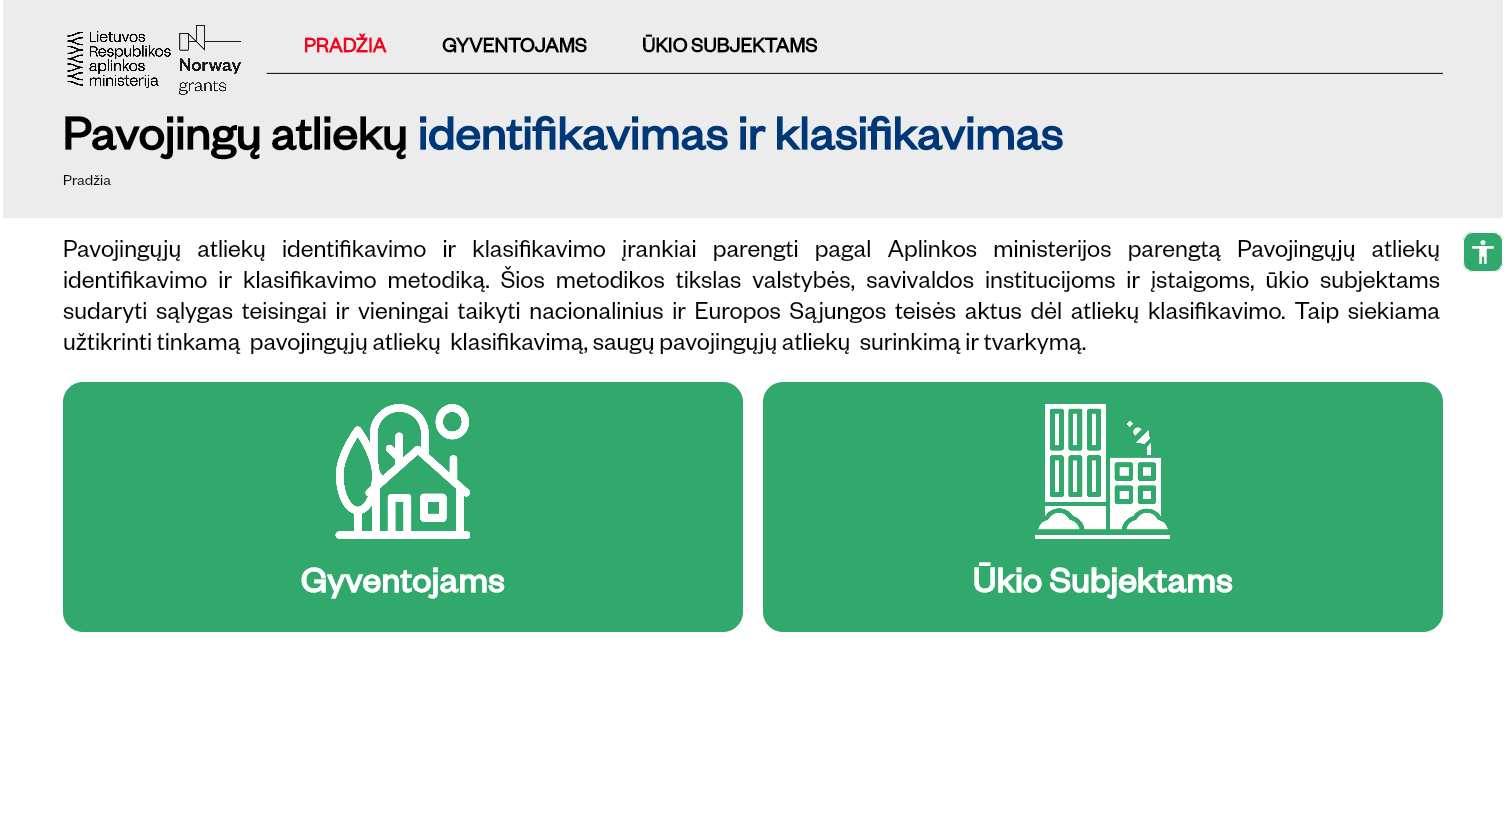 Lietuvos
Respublikos
aplinkos
ministerija
Norway
grants
PRADŽIA
GYVENTOJAMS
ŪKIO SUBJEKTAMS
Pavojingų atliekų identifikavimas ir klasifikavimas
Pradžia
Pavojingųjų atliekų identifikavimo ir klasifikavimo įrankiai parengti pagal Aplinkos ministerijos parengtą Pavojingųjų atliekų
identifikavimo ir klasifikavimo metodiką. Šios metodikos tikslas valstybės, savivaldos institucijoms ir įstaigoms, ūkio subjektams
sudaryti sąlygas teisingai ir vieningai taikyti nacionalinius ir Europos Sąjungos teisės aktus dėl atliekų klasifikavimo. Taip siekiama
užtikrinti tinkamą pavojingųjų atliekų klasifikavimą, saugų pavojingųjų atliekų surinkimą ir tvarkymą.
Gyventojams
Ūkio Subjektams